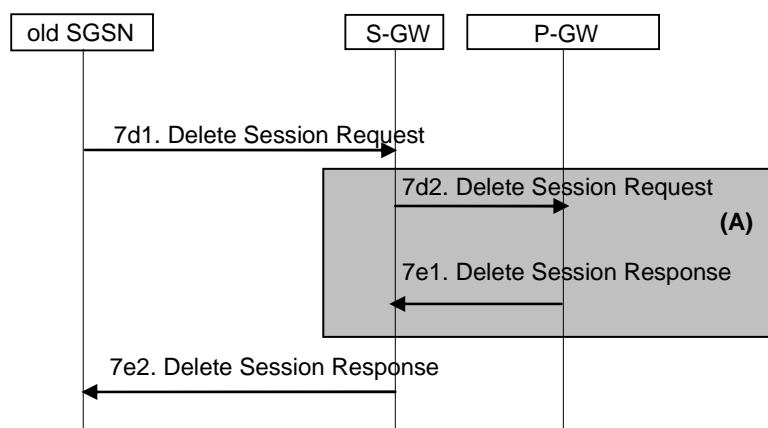 old SGSN
S-GW
P-GW
7d1. Delete Session Request
7d2. Delete Session Request
(A)
7e1. Delete Session Response
7e2. Delete Session Response